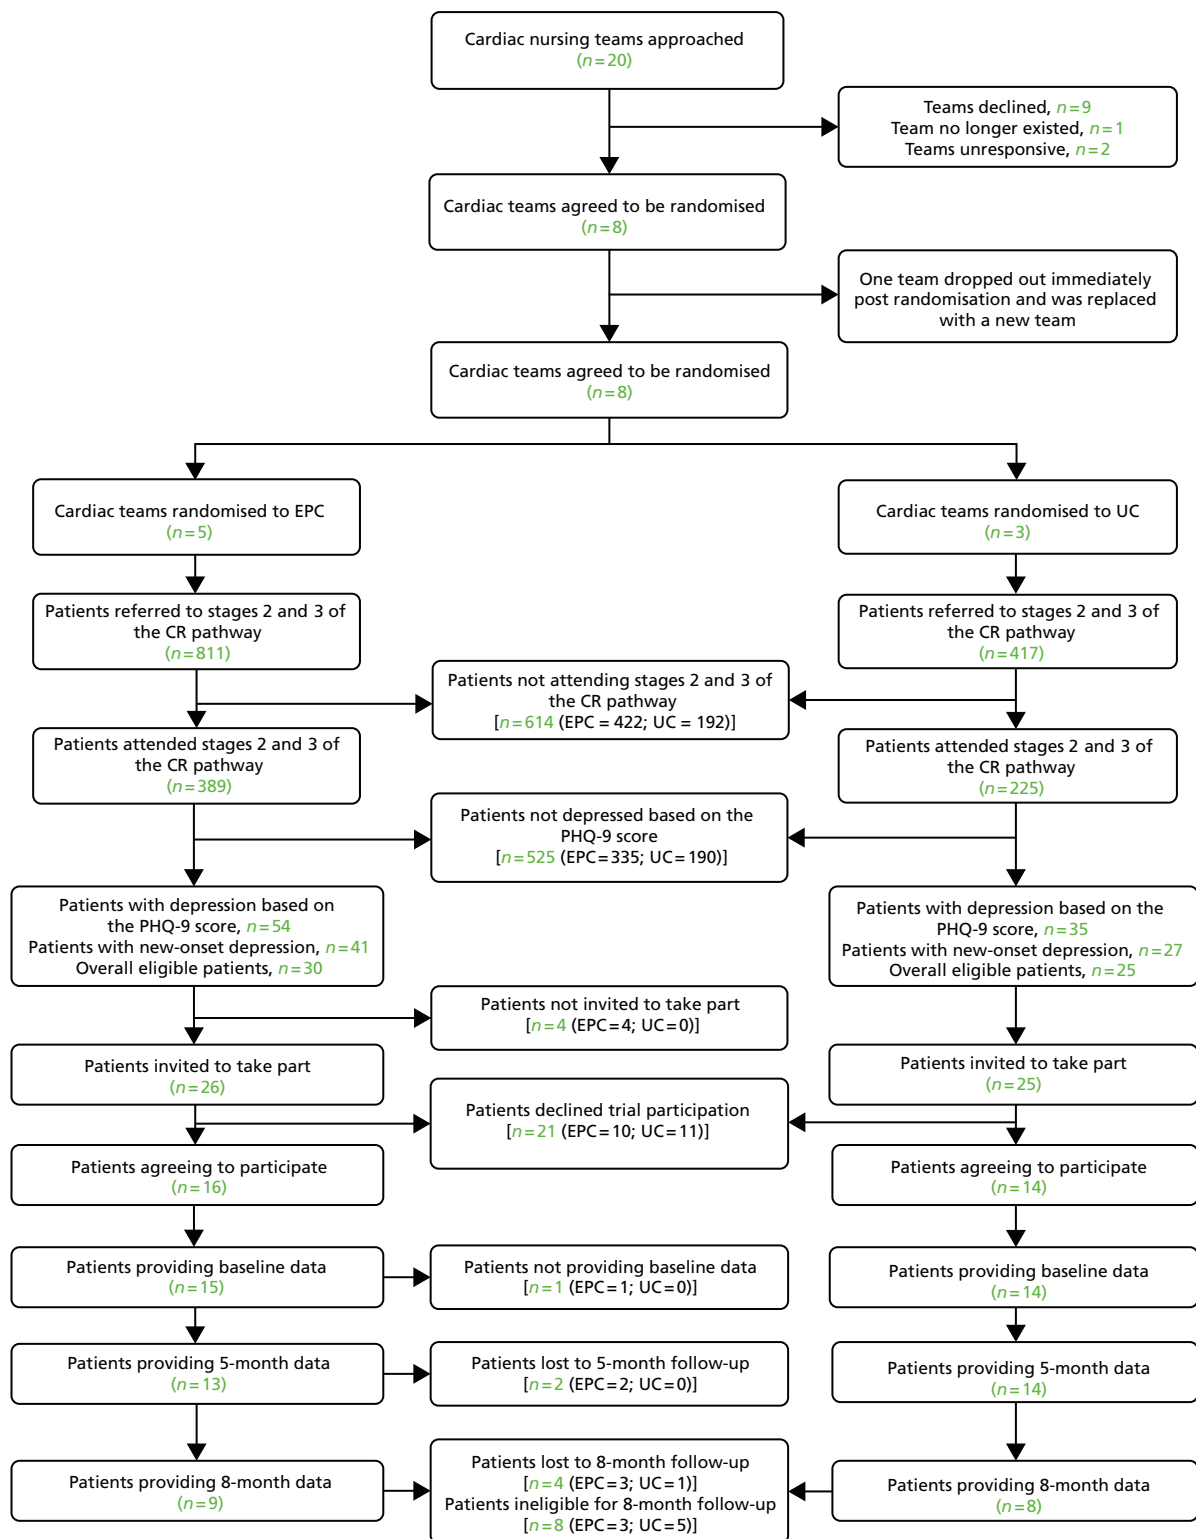 Cardiac nursing teams approached
(n=20)
Teams declined, n=9
Team no longer existed, n=1
Teams unresponsive, n=2
Cardiac teams agreed to be randomised
(n=8)
One team dropped out immediately
post randomisation and was replaced
with a new team
Cardiac teams agreed to be randomised
(n=8)
Cardiac teams randomised to EPC
(n=5)
Cardiac teams randomised to UC
(n=3)
Patients referred to stages 2 and 3 of
the CR pathway
(n=811)
Patients referred to stages 2 and 3 of
the CR pathway
(n=417)
Patients not attending stages 2 and 3 of
the CR pathway
[n=614 (EPC = 422; UC = 192)]
Patients attended stages 2 and 3 of
the CR pathway
(n=389)
Patients attended stages 2 and 3 of
the CR pathway
(n=225)
Patients not depressed based on the
PHQ-9 score
[n=525 (EPC=335; UC=190)]
Patients with depression based on
the PHQ-9 score, n=54
Patients with new-onset depression, n=41
Overall eligible patients, n=30
Patients with depression based on the
PHQ-9 score, n=35
Patients with new-onset depression, n=27
Overall eligible patients, n=25
Patients not invited to take part
[n=4 (EPC=4; UC=0)]
Patients invited to take part
(n=26)
Patients invited to take part
(n=25)
Patients declined trial participation
[n=21 (EPC=10; UC=11)]
Patients agreeing to participate
(n=16)
Patients agreeing to participate
(n=14)
Patients providing baseline data
(n=15)
Patients not providing baseline data
[n=1 (EPC=1; UC=0)]
Patients providing baseline data
(n=14)
Patients providing 5-month data
(n=13)
Patients lost to 5-month follow-up
[n=2 (EPC=2; UC=0)]
Patients providing 5-month data
(n=14)
Patients providing 8-month data
(n=9)
Patients lost to 8-month follow-up
[n=4 (EPC=3; UC=1)]
Patients ineligible for 8-month follow-up
[n=8 (EPC=3; UC=5)]
Patients providing 8-month data
(n=8)